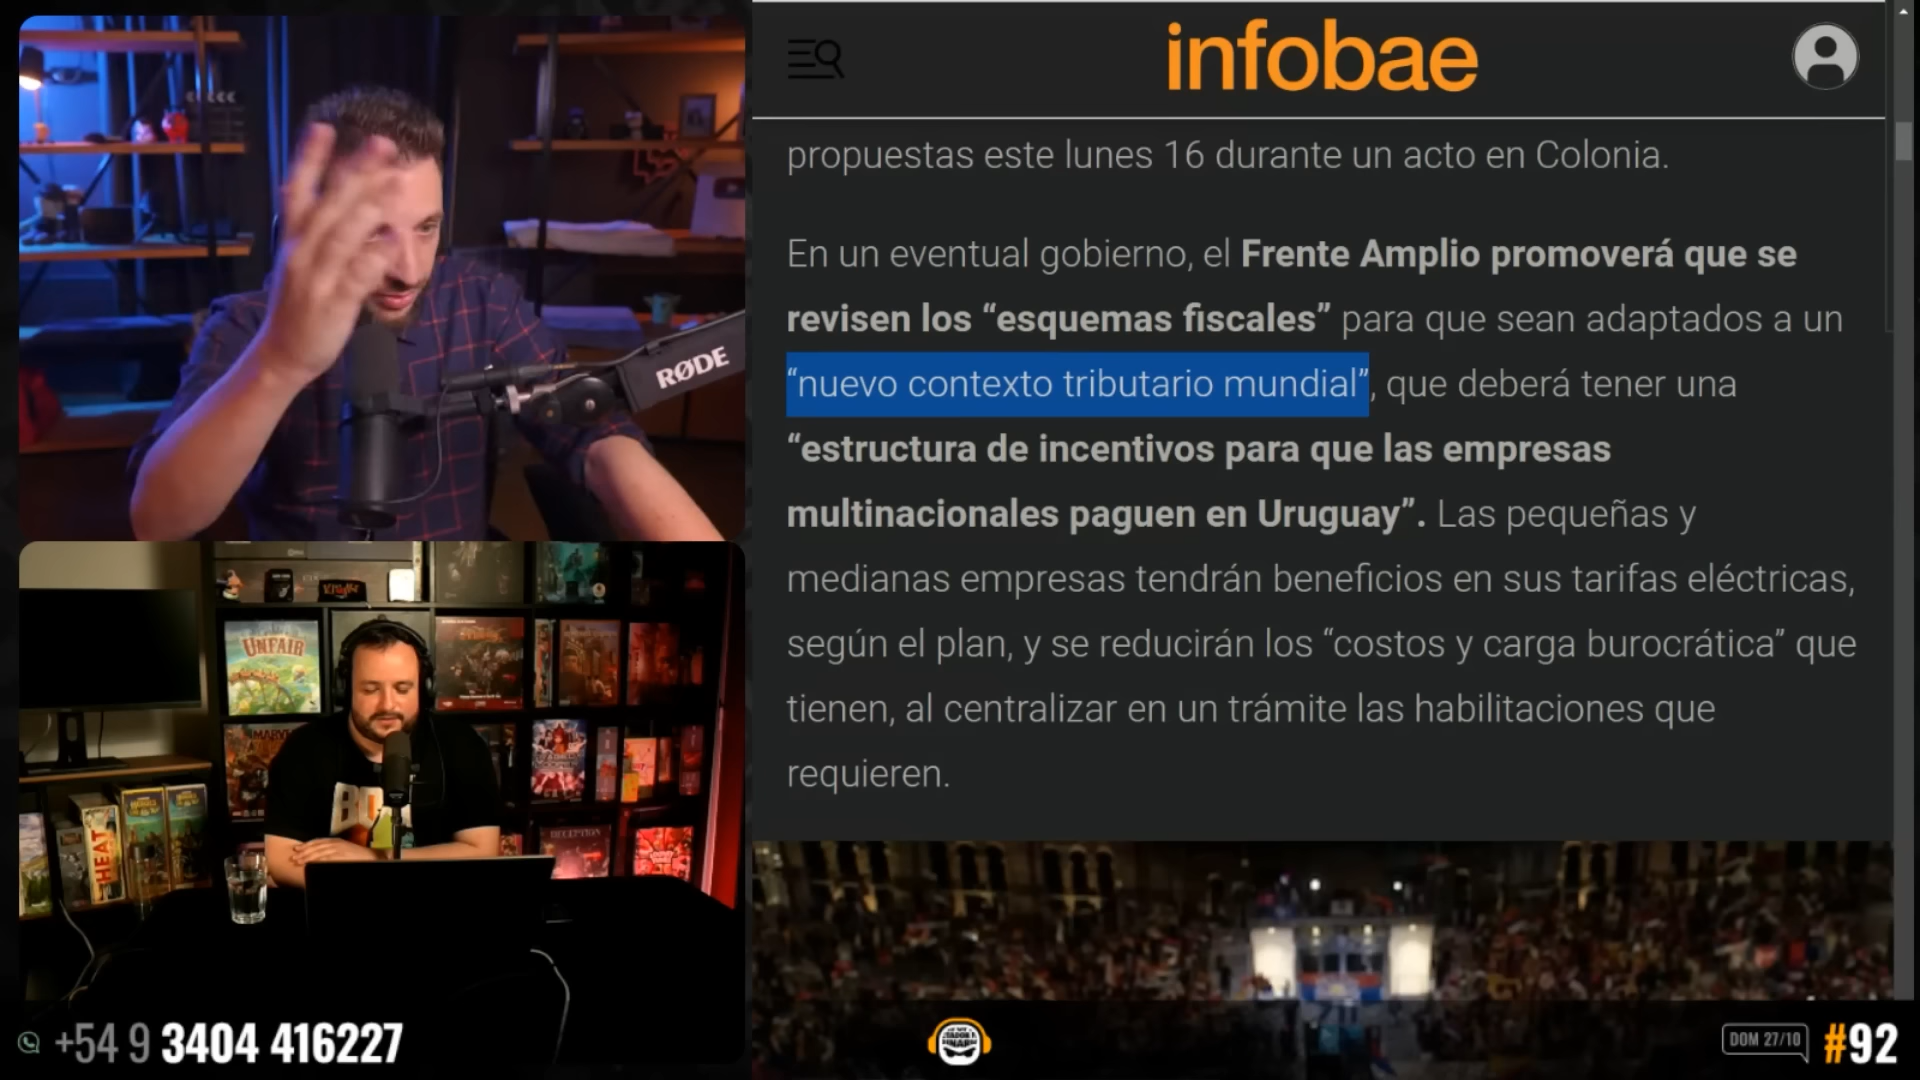 infobae
propuestas este lunes 16 durante un acto en Colonia.
En un eventual gobierno, el Frente Amplio promoverá que se
revisen los “esquemas fiscales” para que sean adaptados a un
“nuevo contexto tributario mundial”, que deberá tener una
“estructura de incentivos para que las empresas
multinacionales paguen en Uruguay”. Las pequeñas y
medianas empresas tendrán beneficios en sus tarifas eléctricas,
según el plan, y se reducirán los “costos y carga burocrática” que
tienen, al centralizar en un trámite las habilitaciones que
requieren.
RØDE
UNFAIR
HEAT
DECEPTION
+54 9 3404 416227
DOM 27/10
#92